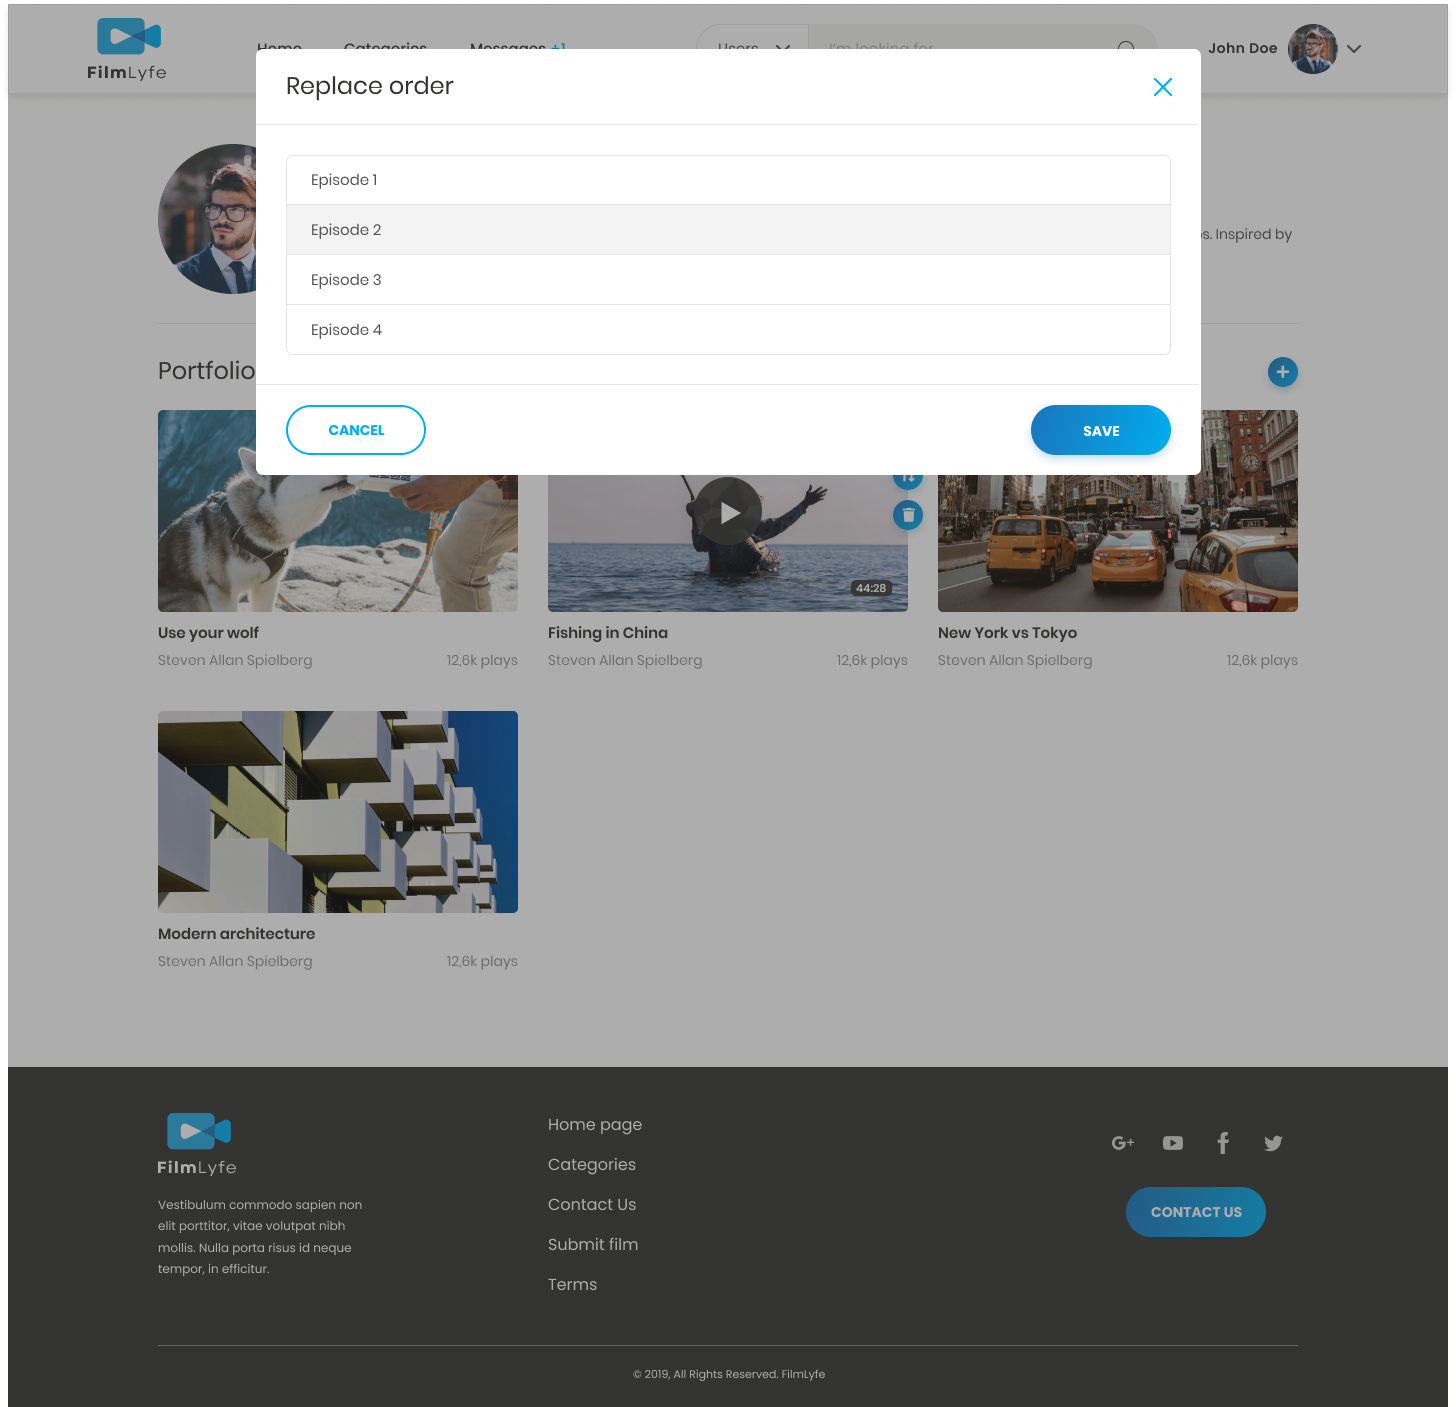 Home Categories Messages +1 Users I'm looking for John Doe
FilmLyfe
Replace order
Episode 1
Episode 2
Episode 3
Episode 4
CANCEL SAVE
s. Inspired by
Portfolio
44:28
Use your wolf
Steven Allan Spielberg 12,6k plays
Fishing in China
Steven Allan Spielberg 12,6k plays
New York vs Tokyo
Steven Allan Spielberg 12,6k plays
Modern architecture
Steven Allan Spielberg 12,6k plays
FilmLyfe
Vestibulum commodo sapien non
elit porttitor, vitae volutpat nibh
mollis. Nulla porta risus id neque
tempor, in efficitur.
Home page
Categories
Contact Us
Submit film
Terms
G+
CONTACT US
© 2019, All Rights Reserved. FilmLyfe